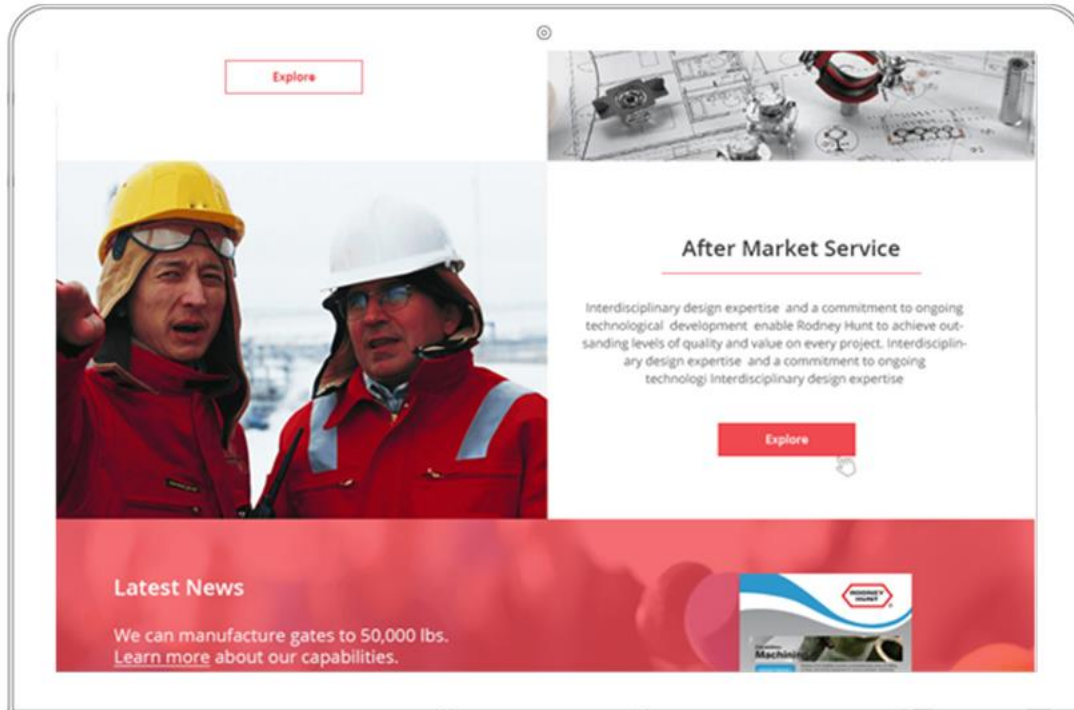 Explore
After Market Service
Interdisciplinary design expertise and a commitment to ongoing
technological development enable Rodney Hunt to achieve out-
sanding levels of quality and value on every project. Interdisciplin-
ary design expertise and a commitment to ongoing
technologi Interdisciplinary design expertise
Explore
Latest News
We can manufacture gates to 50,000 lbs.
Learn more about our capabilities.
RODNEY
HUNT
Machining